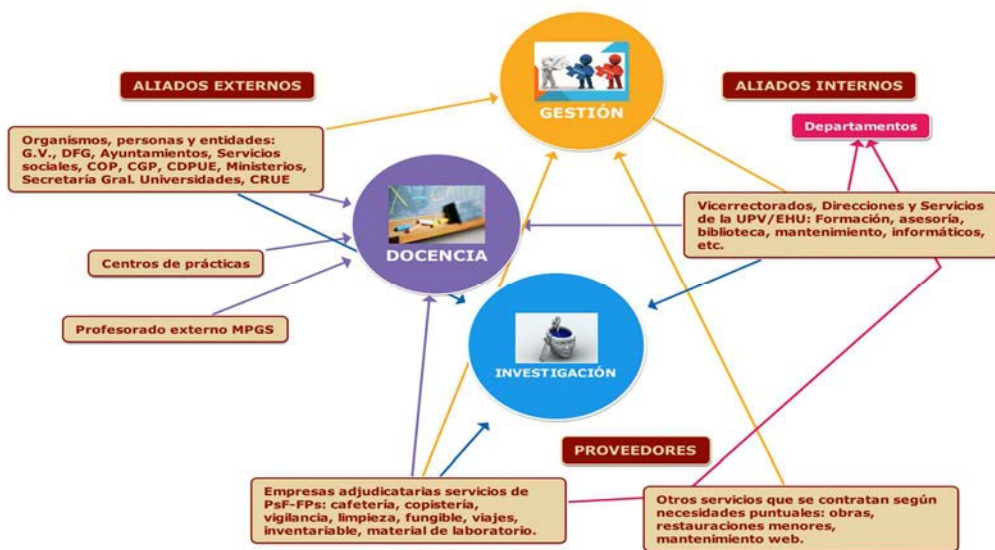 GESTIÓN
ALIADOS EXTERNOS
ALIADOS INTERNOS
Departamentos
Organismos, personas y entidades:
G.V., DFG, Ayuntamientos, Servicios
sociales, COP, CGP, CDPUE, Ministerios,
Secretaría Gral. Universidades, CRUE
DOCENCIA
Vicerrectorados, Direcciones y Servicios
de la UPV/EHU: Formación, asesoría,
biblioteca, mantenimiento, informáticos,
etc.
Centros de prácticas
Profesorado externo MPGS
INVESTIGACIÓN
PROVEEDORES
Empresas adjudicatarias servicios de
PsF-FPs: cafetería, copistería,
vigilancia, limpieza, fungible, viajes,
inventariable, material de laboratorio.
Otros servicios que se contratan según
necesidades puntuales: obras,
restauraciones menores,
mantenimiento web.